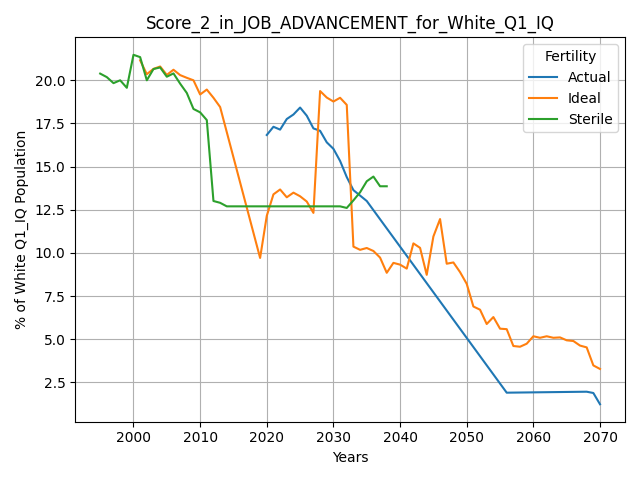 Score_2_in_JOB_ADVANCEMENT_for_White_Q1_IQ
Fertility
Actual
Ideal
Sterile
% of White Q1_IQ Population
20.0
17.5
15.0
12.5
10.0
7.5
5.0
2.5
2000 2010 2020 2030 2040 2050 2060 2070
Years